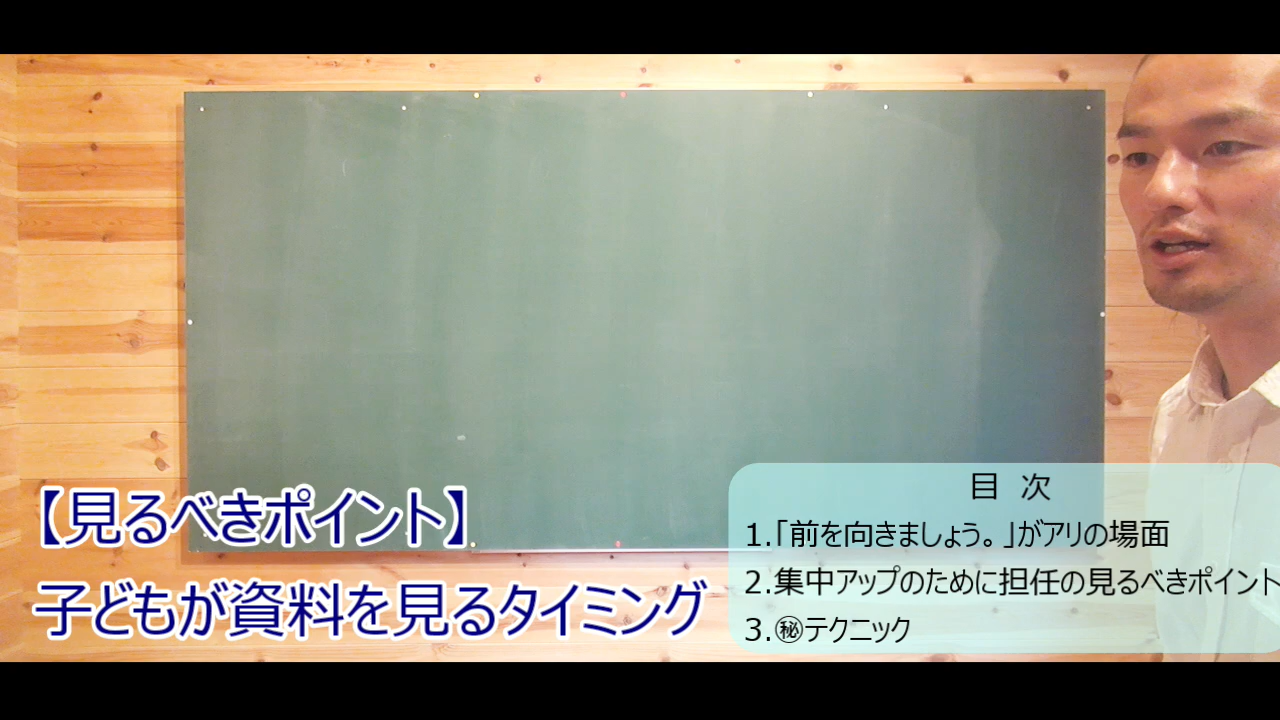 【見るべきポイント】
子どもが資料を見るタイミング
目 次
1.「前を向きましょう。」がアリの場面
2.集中アップのために担任の見るべきポイント
3.㊙テクニック